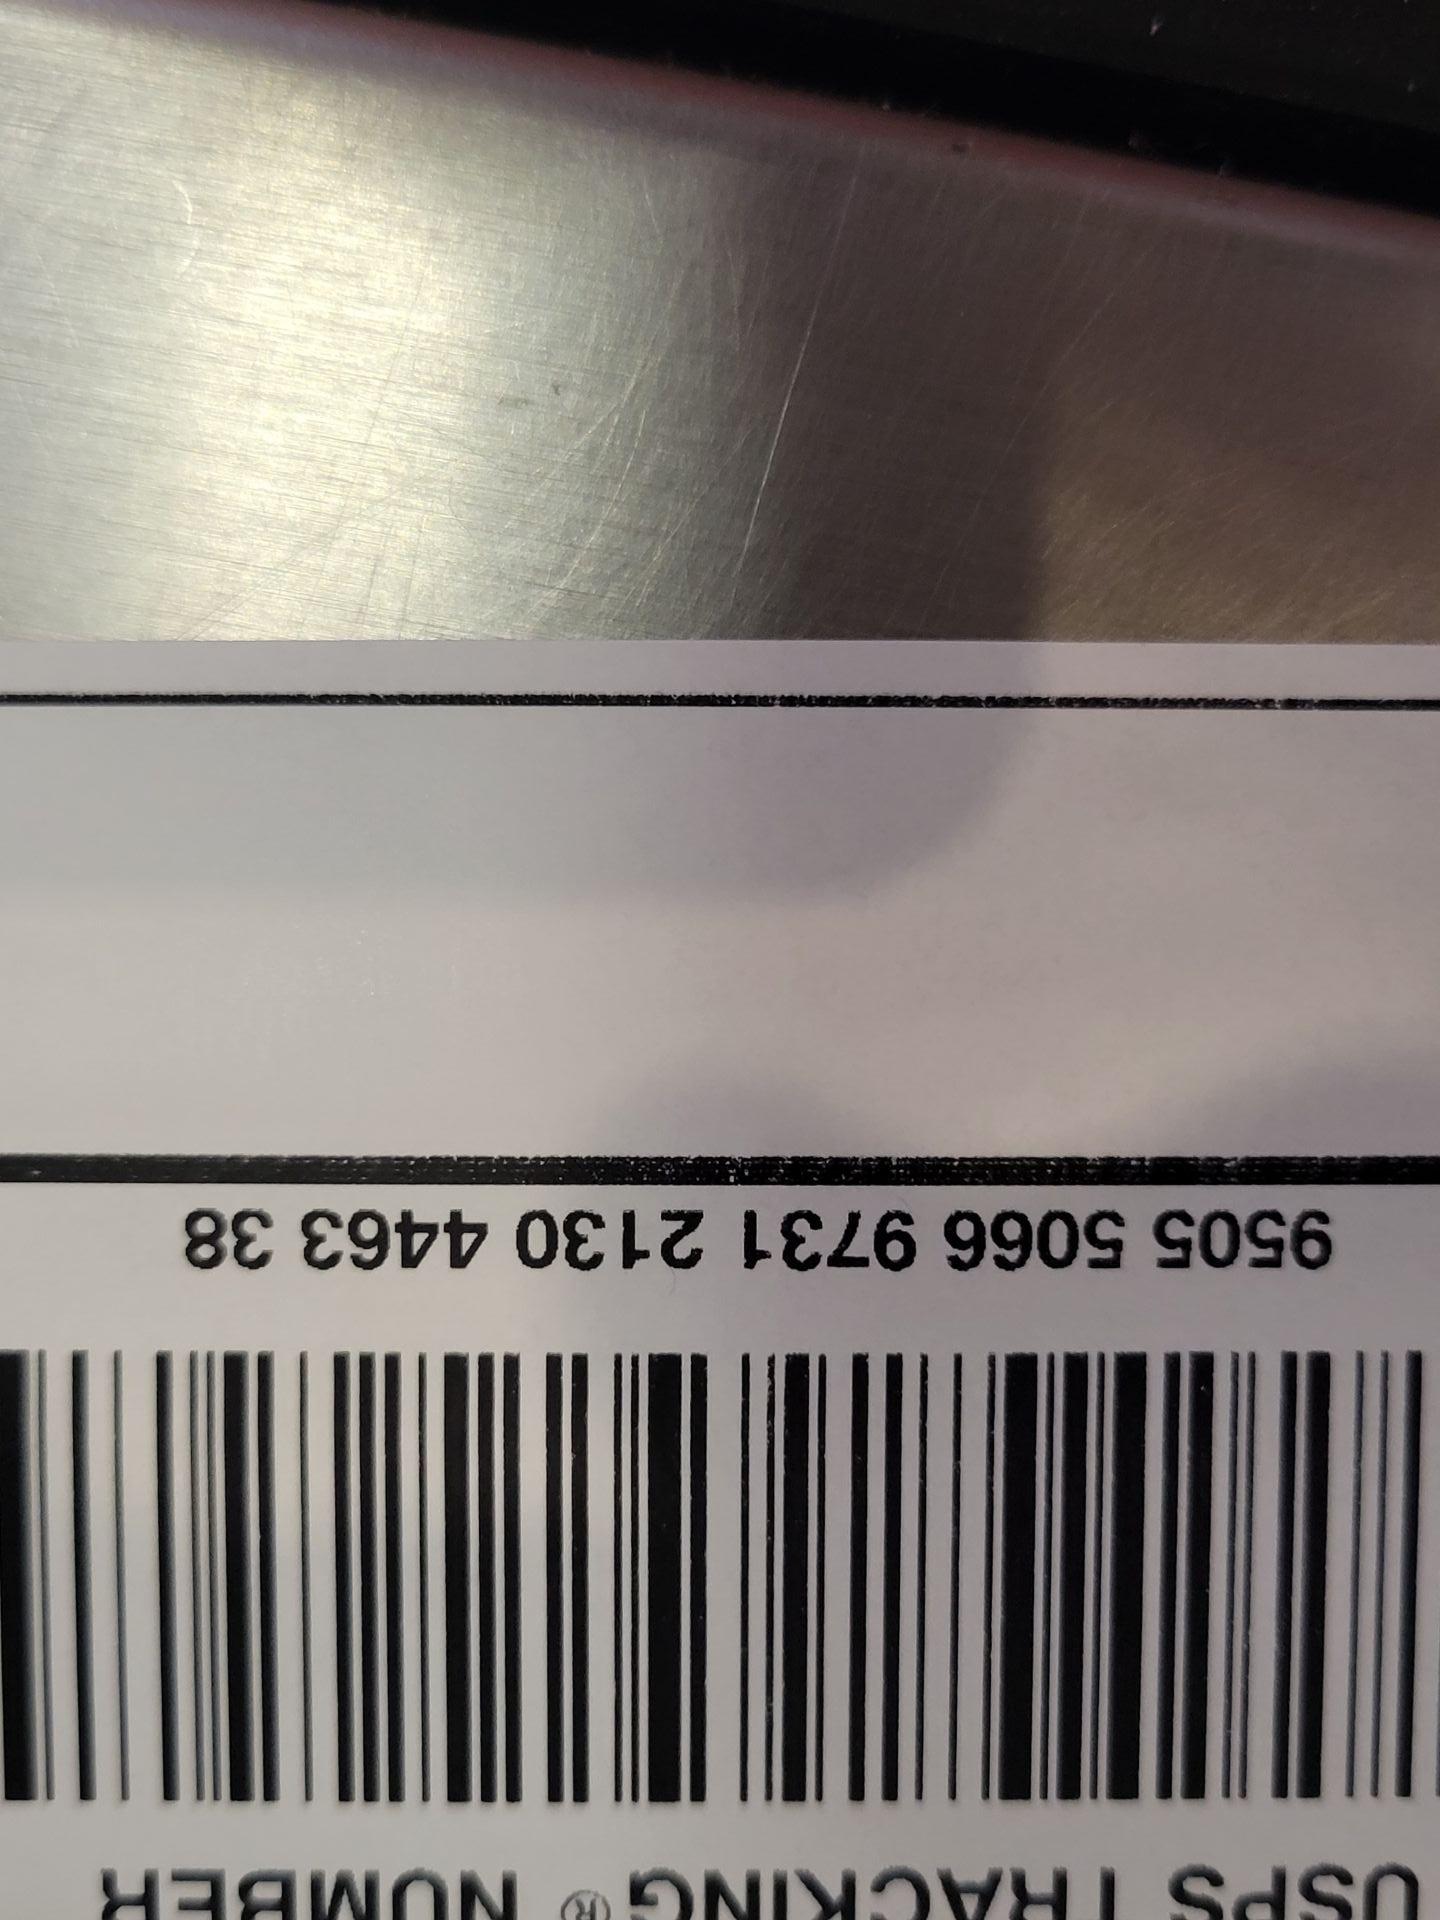 USPS TRACKING® NUMBER
9505 5066 9731 2130 4463 38